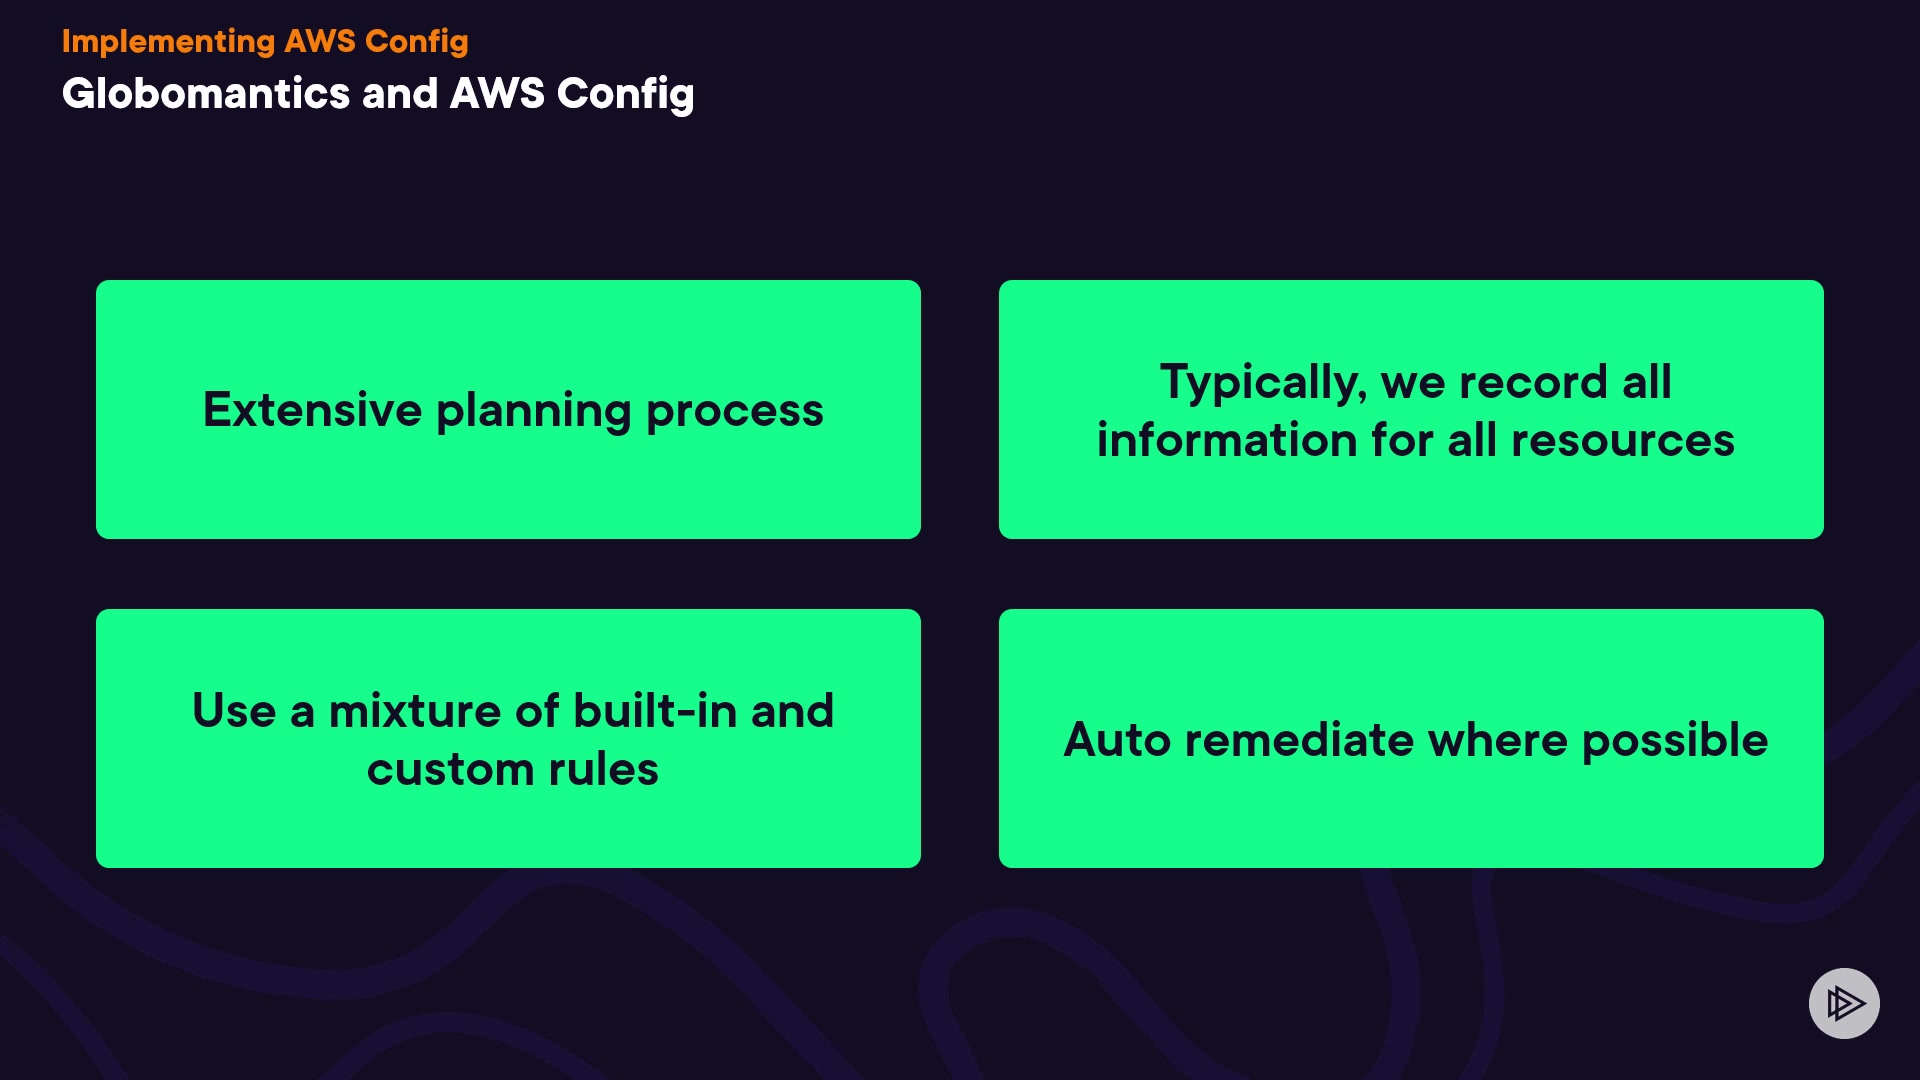 Implementing AWS Config
Globomantics and AWS Config
Extensive planning process
Typically, we record all
information for all resources
Use a mixture of built-in and
custom rules
Auto remediate where possible